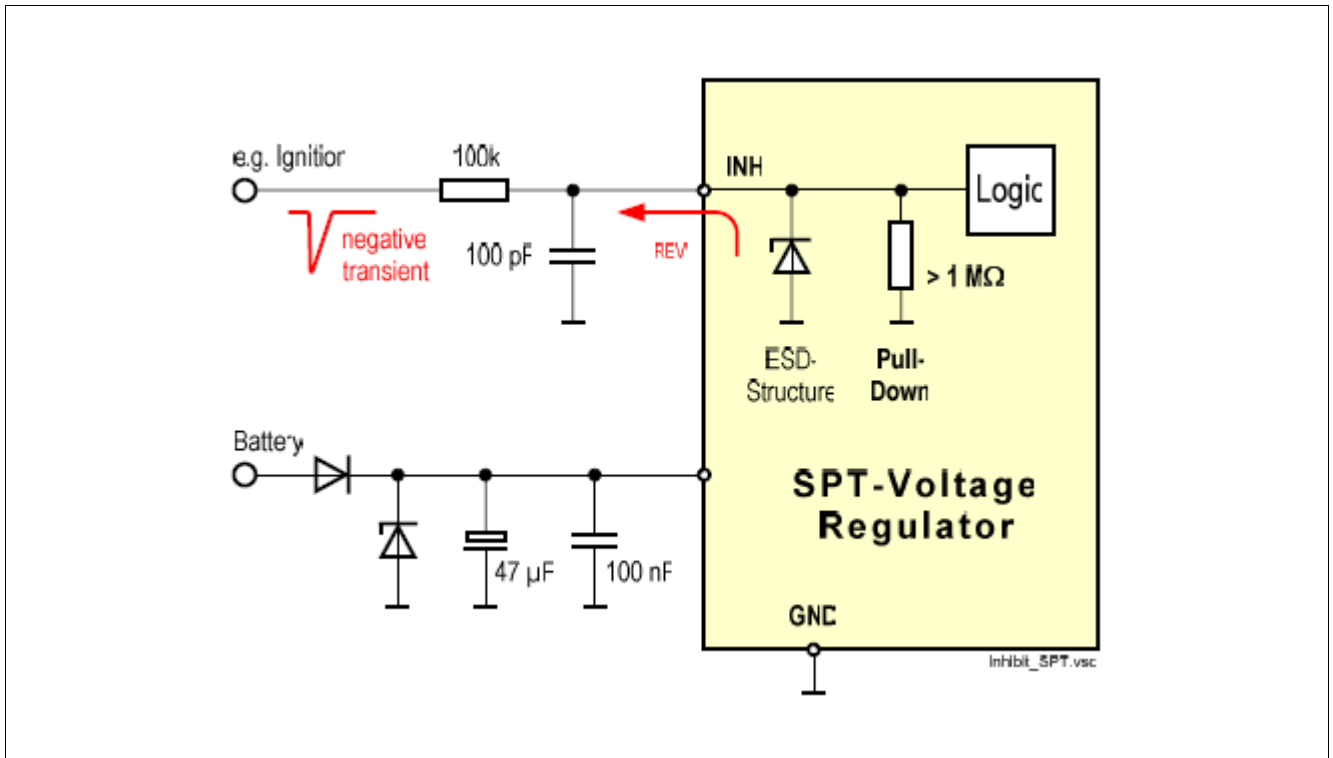 e.g. Ignition
100k
INH
Logic
negative
transient
100 pF
REV
> 1 MΩ
ESD-
Structure
Pull-
Down
Battery
47 µF
100 nF
SPT-Voltage
Regulator
GND
Inhibit_SPT.vsc